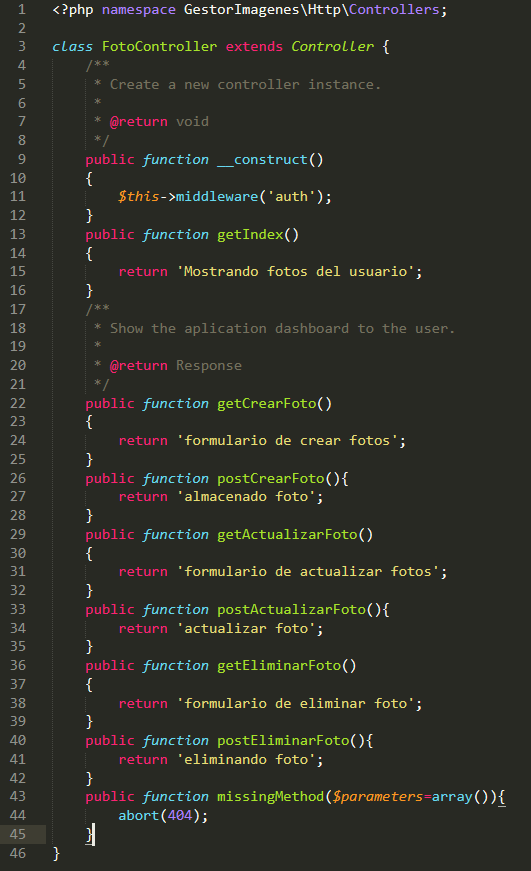 1 <?php namespace GestorImagenes\Http\Controllers;
2
3 class FotoController extends Controller {
4 /**
5 * Create a new controller instance.
6 *
7 * @return void
8 */
9 public function __construct()
10 {
11 $this->middleware('auth');
12 }
13 public function getIndex()
14 {
15 return 'Mostrando fotos del usuario';
16 }
17 /**
18 * Show the aplication dashboard to the user.
19 *
20 * @return Response
21 */
22 public function getCrearFoto()
23 {
24 return 'formulario de crear fotos';
25 }
26 public function postCrearFoto(){
27 return 'almacenado foto';
28 }
29 public function getActualizarFoto()
30 {
31 return 'formulario de actualizar fotos';
32 }
33 public function postActualizarFoto(){
34 return 'actualizar foto';
35 }
36 public function getEliminarFoto()
37 {
38 return 'formulario de eliminar foto';
39 }
40 public function postEliminarFoto(){
41 return 'eliminando foto';
42 }
43 public function missingMethod($parameters=array()){
44 abort(404);
45 }
46 }